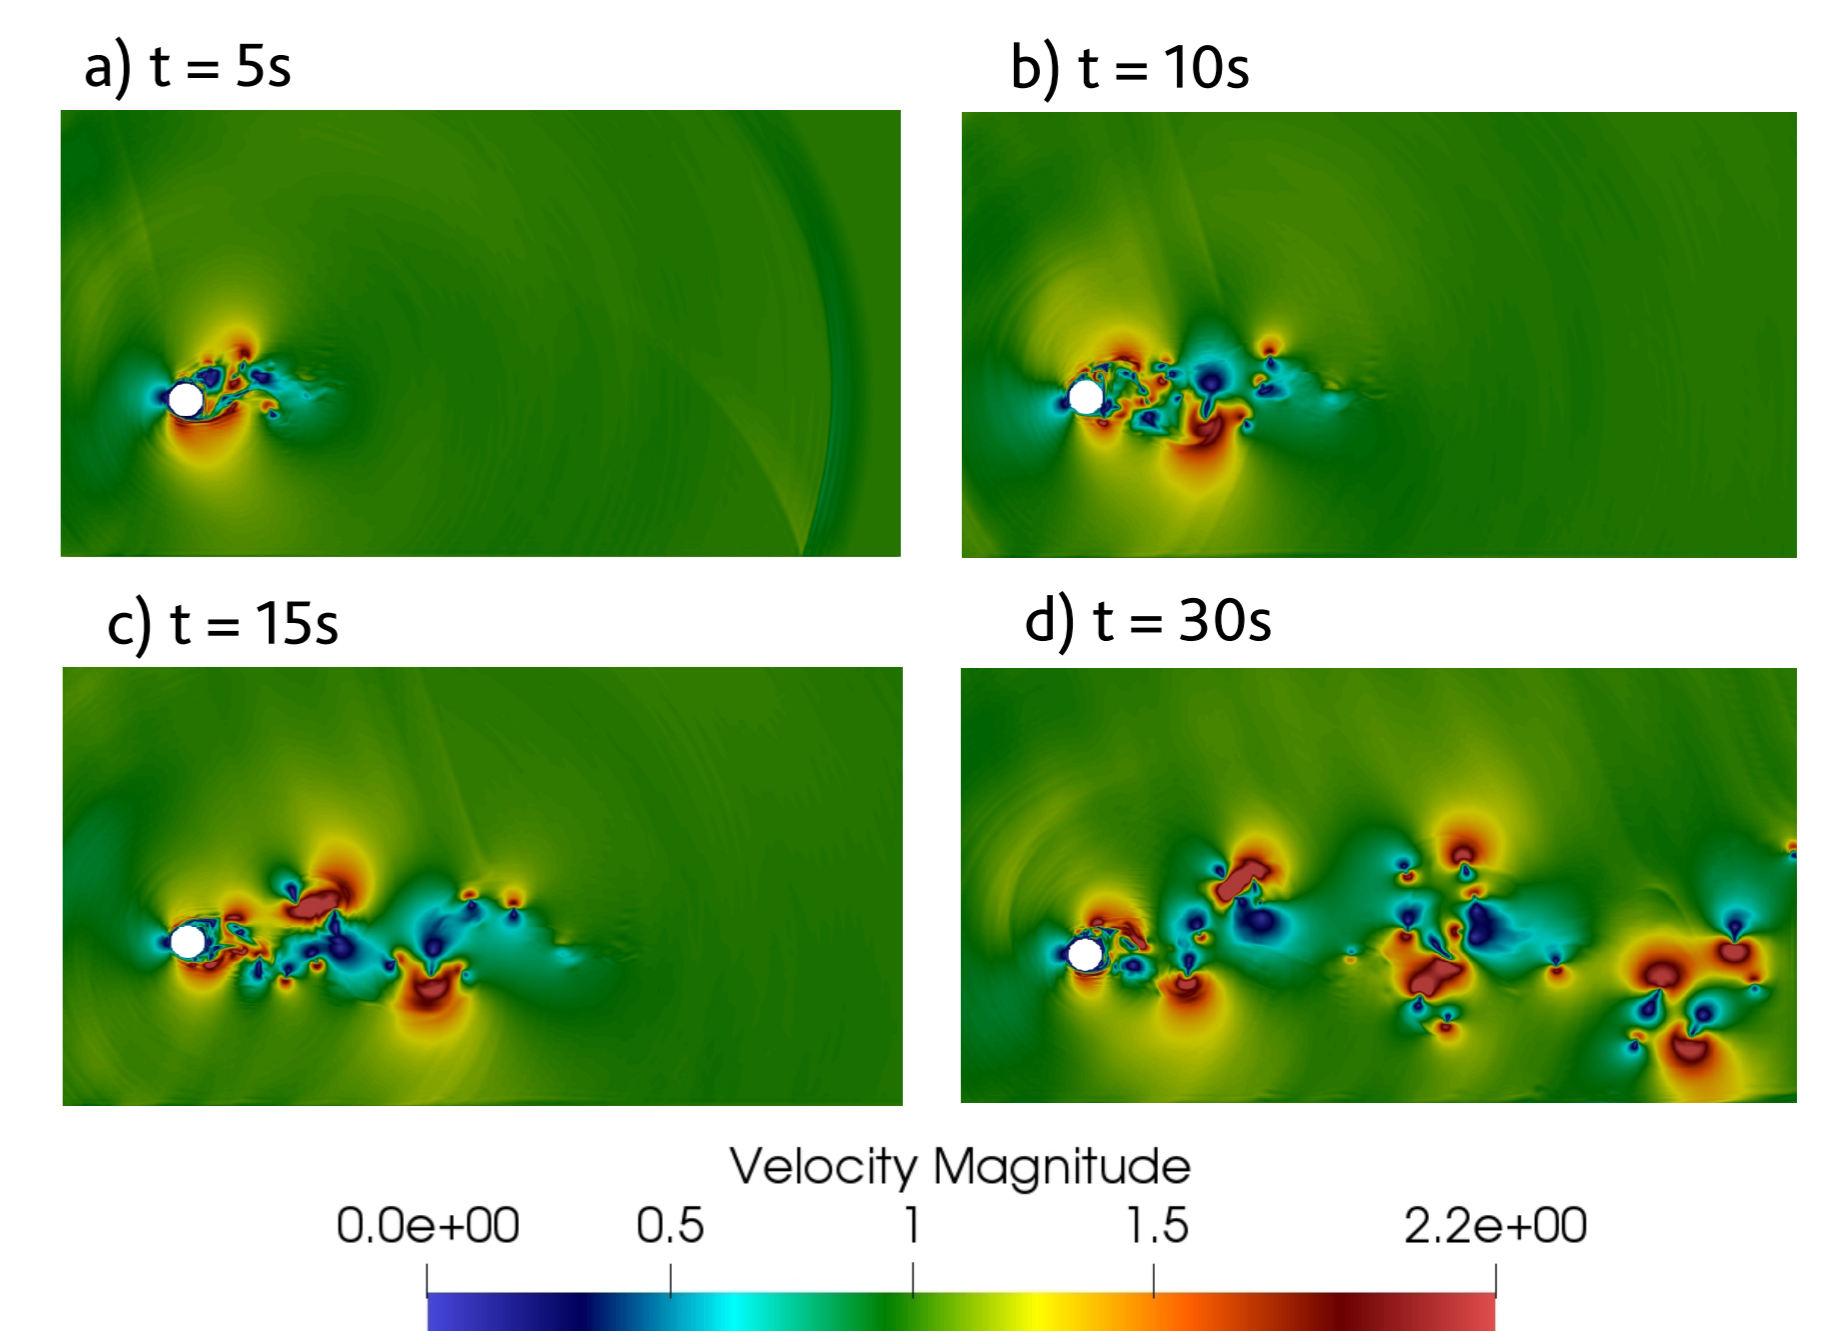 a) t = 5s
b) t = 10s
c) t = 15s
d) t = 30s
Velocity Magnitude
0.0e+00 0.5 1 1.5 2.2e+00